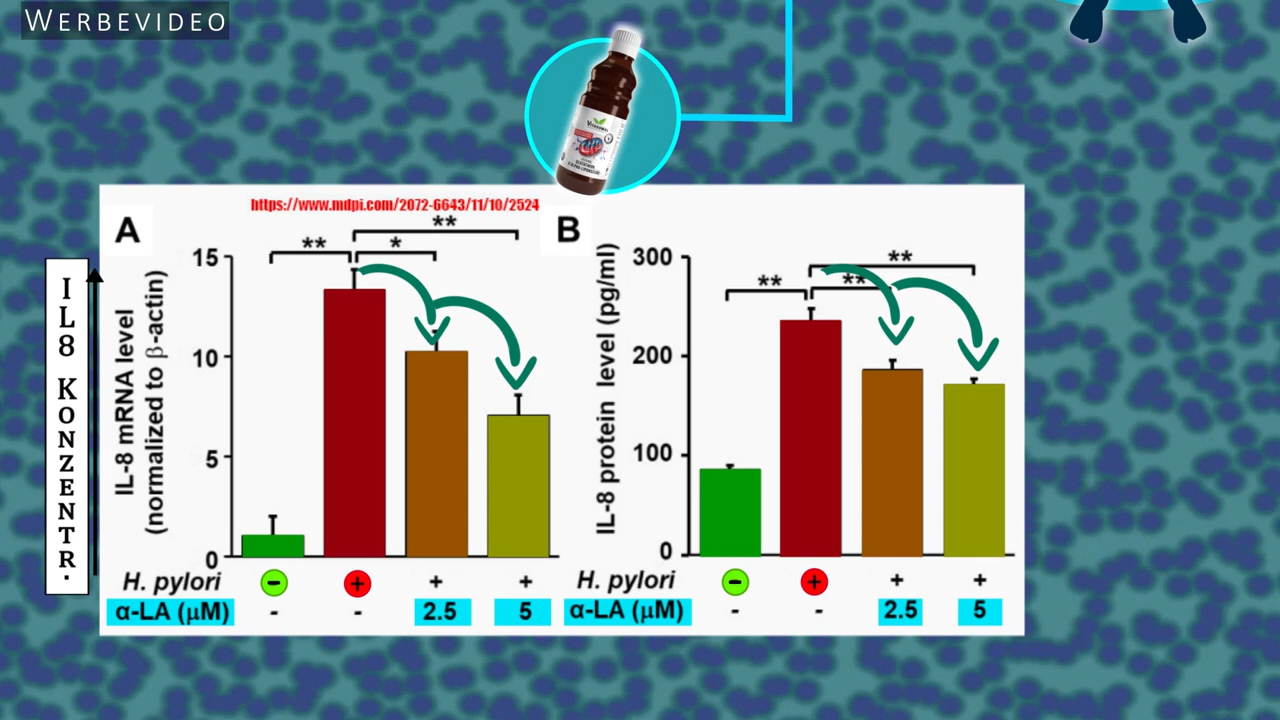 WERBEVIDEO
https://www.mdpi.com/2072-6643/11/10/2524
A
** * **
15
10
5
0
IL-8 mRNA level
(normalized to β-actin)
H. pylori - + + +
α-LA (μM) - - 2.5 5
B
** ** **
300
200
100
0
IL-8 protein level (pg/ml)
H. pylori - + + +
α-LA (μM) - - 2.5 5
IL8 KONZENTR.